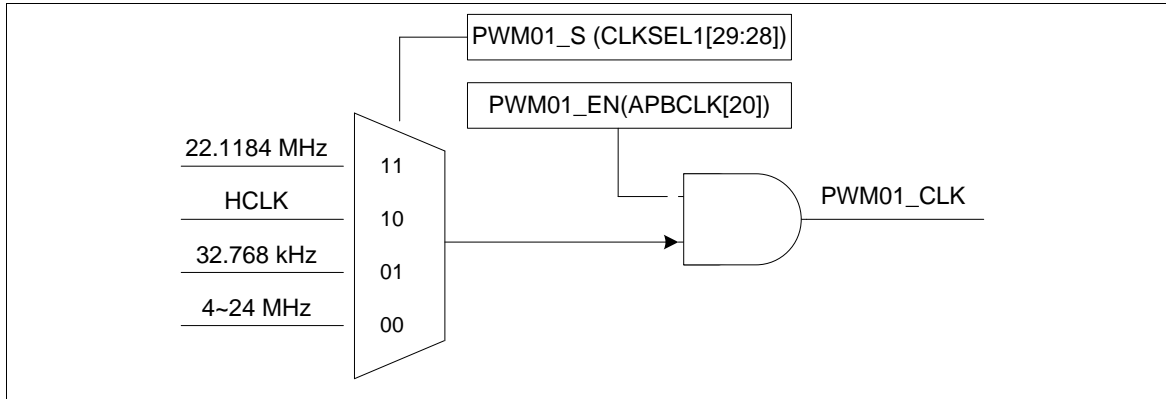 PWM01_S (CLKSEL1[29:28])
PWM01_EN(APBCLK[20])
22.1184 MHz
11
HCLK
10
32.768 kHz
01
4~24 MHz
00
PWM01_CLK